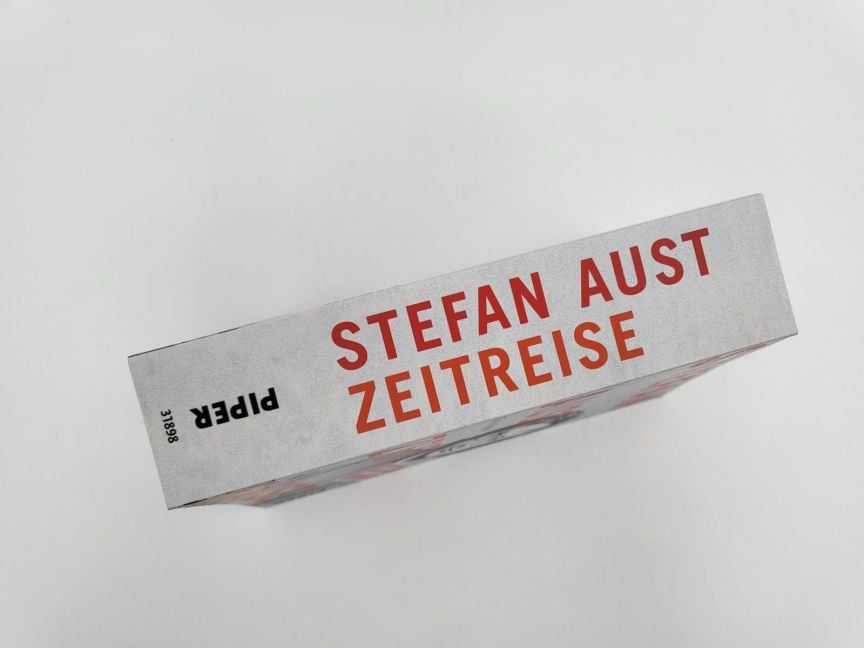 STEFAN AUST
ZEITREISE
PIPER
31898